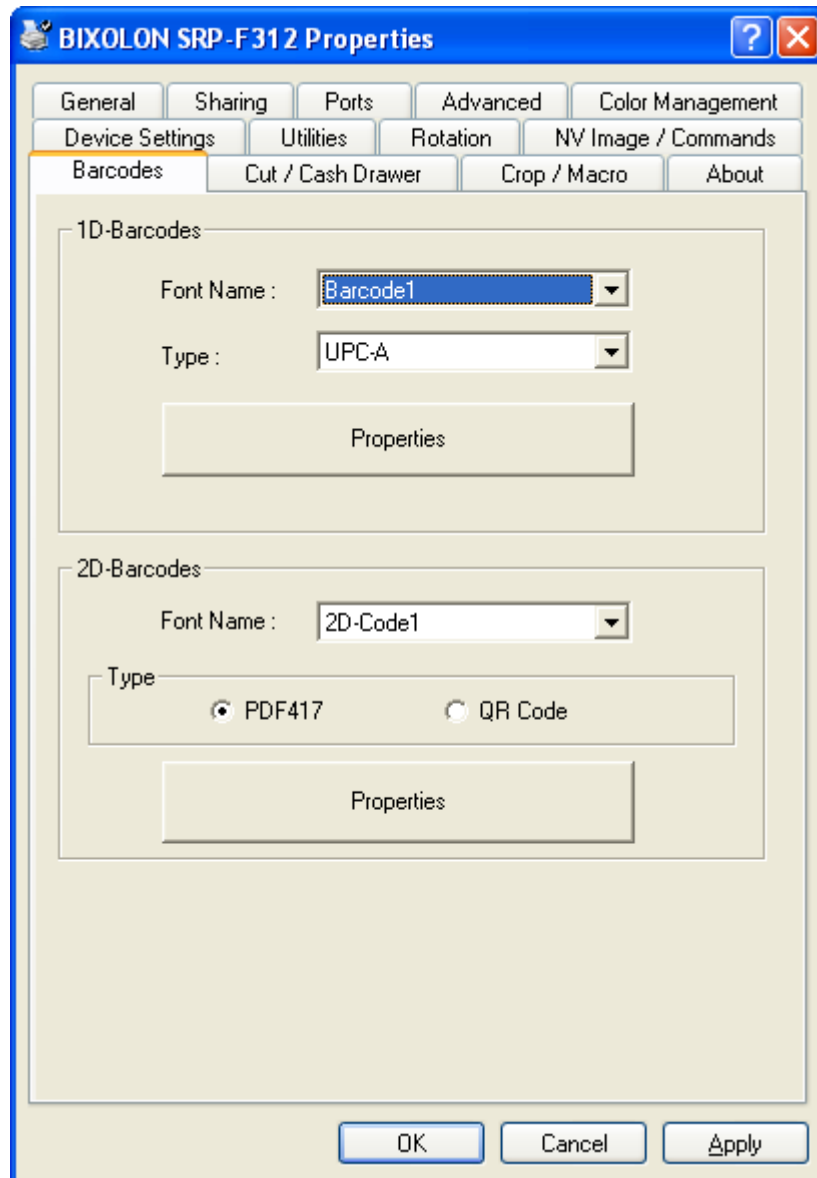 BIXOLON SRP-F312 Properties
General Sharing Ports Advanced Color Management
Device Settings Utilities Rotation NV Image / Commands
Barcodes Cut / Cash Drawer Crop / Macro About
1D-Barcodes
Font Name : Barcode1
Type : UPC-A
Properties
2D-Barcodes
Font Name : 2D-Code1
Type
PDF417 QR Code
Properties
OK Cancel Apply